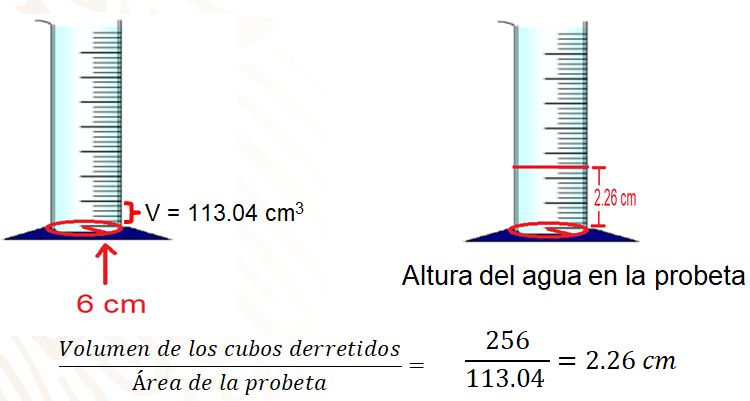 V = 113.04 cm³
6 cm
2.26 cm
Altura del agua en la probeta
Volumen de los cubos derretidos
Área de la probeta
=
256
113.04
= 2.26 cm